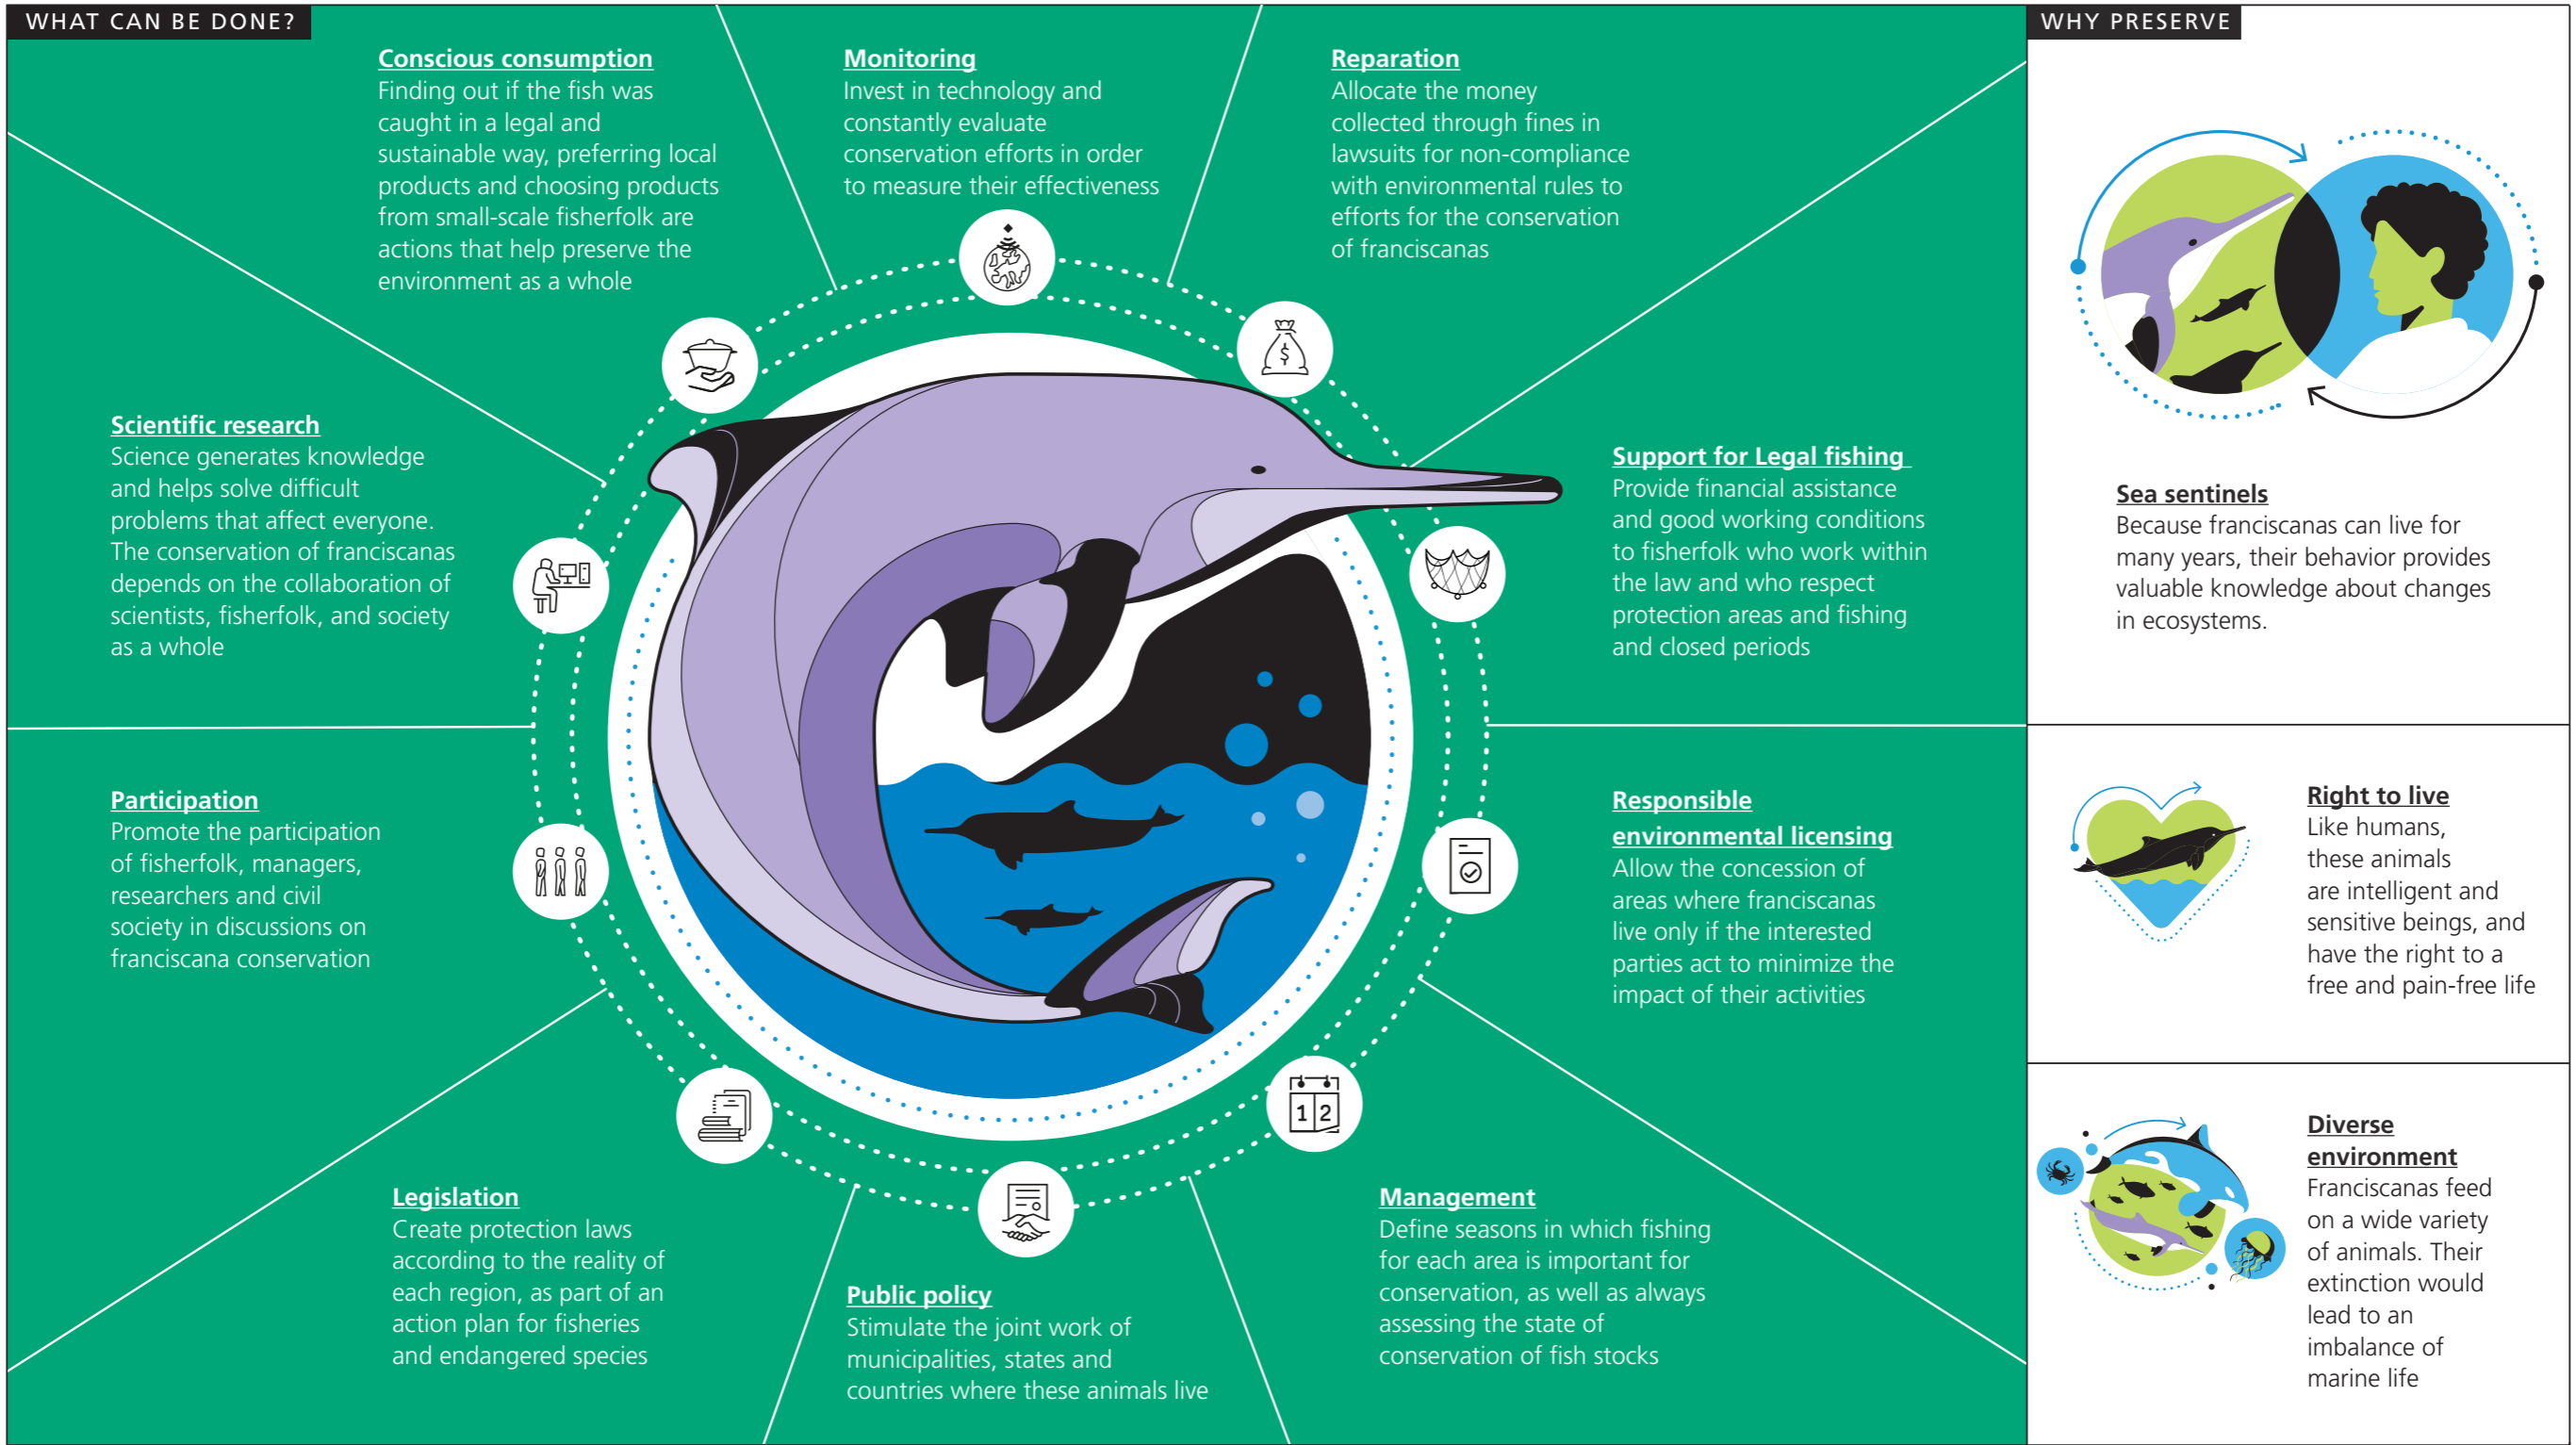 WHAT CAN BE DONE?
Conscious consumption
Finding out if the fish was
caught in a legal and
sustainable way, preferring local
products and choosing products
from small-scale fisherfolk are
actions that help preserve the
environment as a whole
Monitoring
Invest in technology and
constantly evaluate
conservation efforts in order
to measure their effectiveness
Reparation
Allocate the money
collected through fines in
lawsuits for non-compliance
with environmental rules to
efforts for the conservation
of franciscanas
$
Scientific research
Science generates knowledge
and helps solve difficult
problems that affect everyone.
The conservation of franciscanas
depends on the collaboration of
scientists, fisherfolk, and society
as a whole
Support for Legal fishing
Provide financial assistance
and good working conditions
to fisherfolk who work within
the law and who respect
protection areas and fishing
and closed periods
Participation
Promote the participation
of fisherfolk, managers,
researchers and civil
society in discussions on
franciscana conservation
Responsible
environmental licensing
Allow the concession of
areas where franciscanas
live only if the interested
parties act to minimize the
impact of their activities
1 2
Legislation
Create protection laws
according to the reality of
each region, as part of an
action plan for fisheries
and endangered species
Public policy
Stimulate the joint work of
municipalities, states and
countries where these animals live
Management
Define seasons in which fishing
for each area is important for
conservation, as well as always
assessing the state of
conservation of fish stocks
WHY PRESERVE
Sea sentinels
Because franciscanas can live for
many years, their behavior provides
valuable knowledge about changes
in ecosystems.
Right to live
Like humans,
these animals
are intelligent and
sensitive beings, and
have the right to a
free and pain-free life
Diverse
environment
Franciscanas feed
on a wide variety
of animals. Their
extinction would
lead to an
imbalance of
marine life